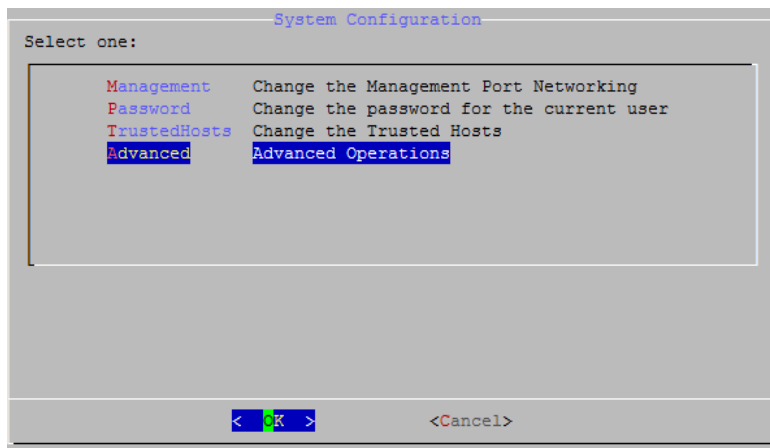 System Configuration
Select one:
Management Change the Management Port Networking
Password Change the password for the current user
TrustedHosts Change the Trusted Hosts
Advanced Advanced Operations
< OK > <Cancel>